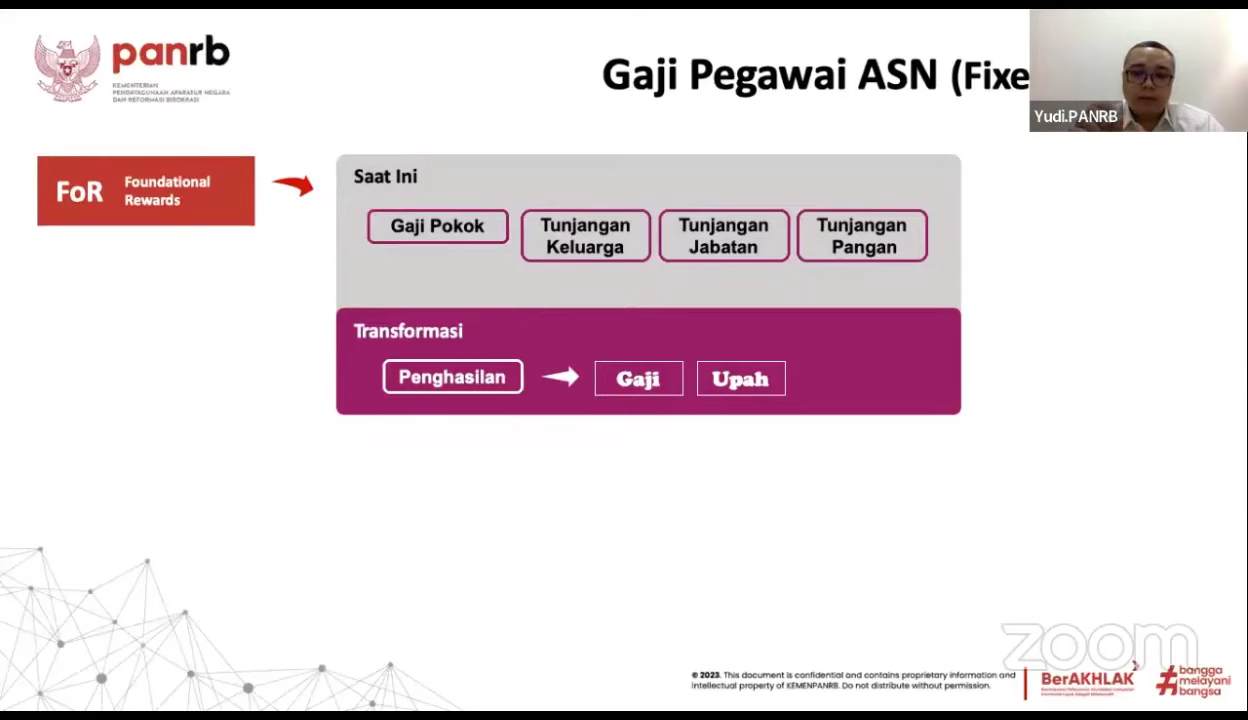 panrb
KEMENTERIAN
PENDAYAGUNAAN APARATUR NEGARA
DAN REFORMASI BIROKRASI
Gaji Pegawai ASN (Fixe
Yudi.PANRB
FoR
Foundational
Rewards
Saat Ini
Gaji Pokok
Tunjangan
Keluarga
Tunjangan
Jabatan
Tunjangan
Pangan
Transformasi
Penghasilan
Gaji
Upah
zoom
© 2023. This document is confidential and contains proprietary information and
intellectual property of KEMENPANRB. Do not distribute without permission.
BerAKHLAK
#bangga
melayani
bangsa